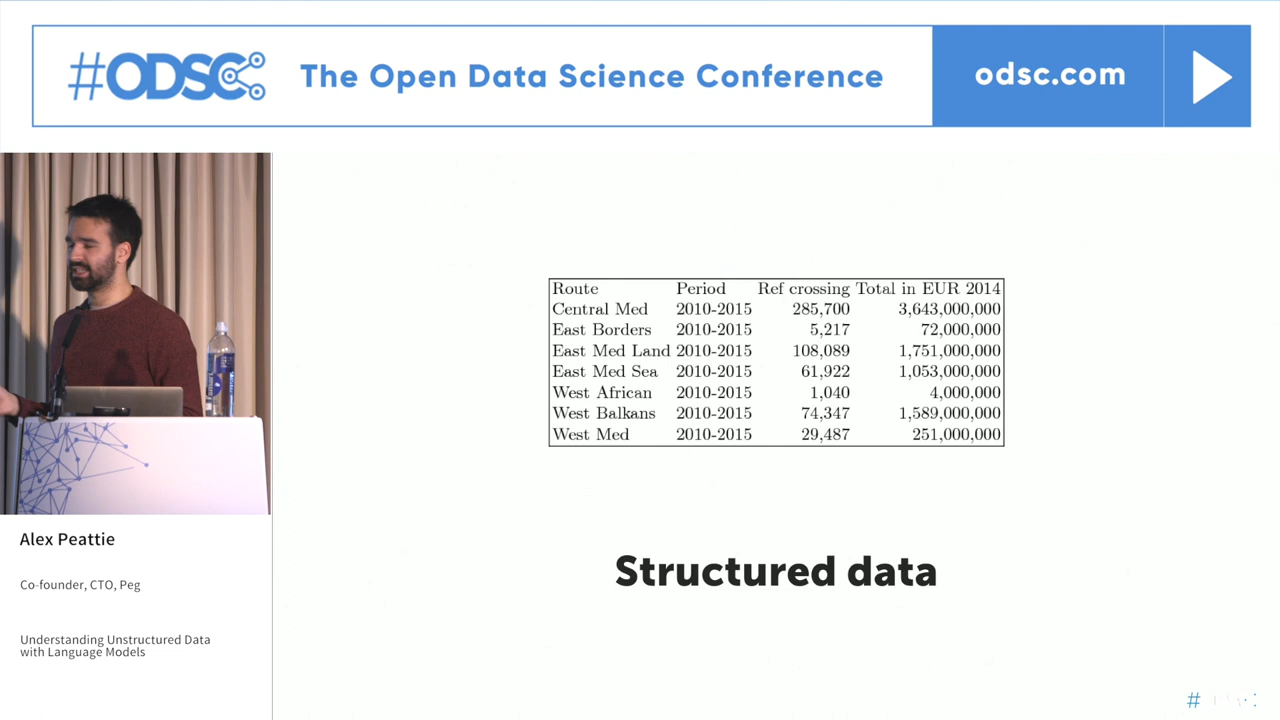 #ODSC
The Open Data Science Conference
odsc.com
Route Period Ref crossing Total in EUR 2014
Central Med 2010-2015 285,700 3,643,000,000
East Borders 2010-2015 5,217 72,000,000
East Med Land 2010-2015 108,089 1,751,000,000
East Med Sea 2010-2015 61,922 1,053,000,000
West African 2010-2015 1,040 4,000,000
West Balkans 2010-2015 74,347 1,589,000,000
West Med 2010-2015 29,487 251,000,000
Structured data
Alex Peattie
Co-founder, CTO, Peg
Understanding Unstructured Data
with Language Models
#